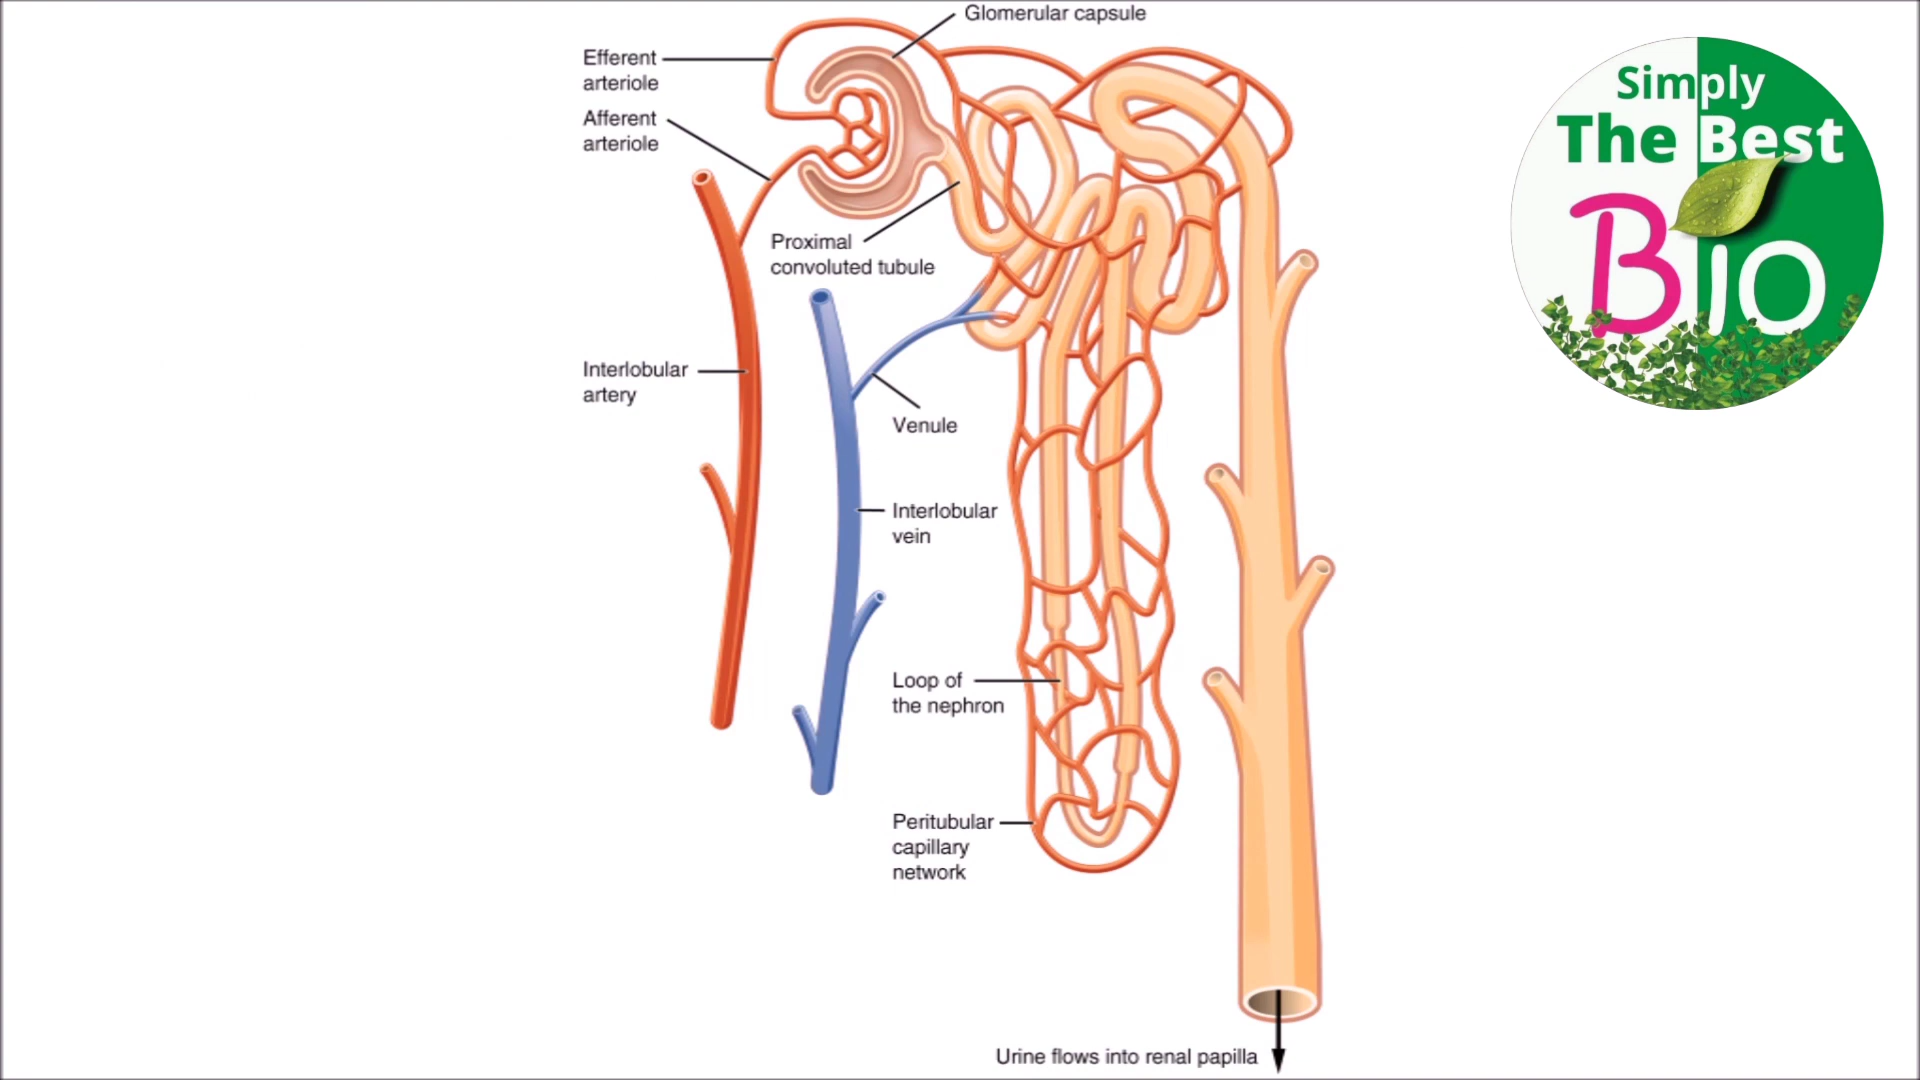 Glomerular capsule
Efferent
arteriole
Afferent
arteriole
Proximal
convoluted tubule
Interlobular
artery
Venule
Interlobular
vein
Loop of
the nephron
Peritubular
capillary
network
Urine flows into renal papilla
Simply
The Best
BIO